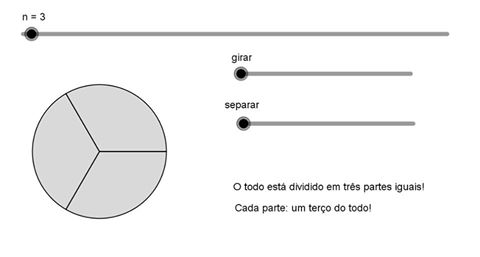 n = 3
girar
separar
O todo está dividido em três partes iguais!
Cada parte: um terço do todo!